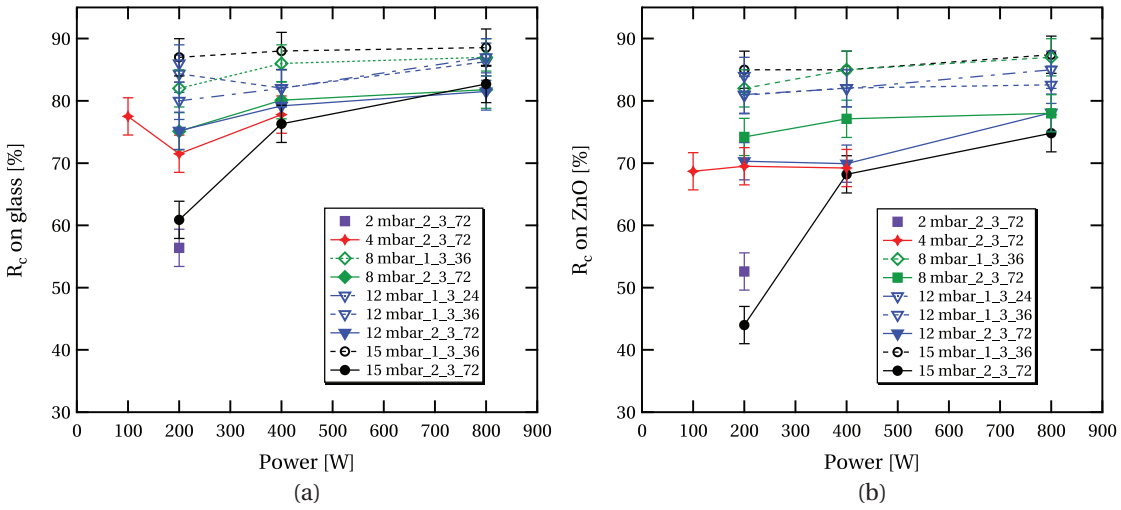 90
80
70
60
50
40
30
R_c on glass [%]
2 mbar_2_3_72
4 mbar_2_3_72
8 mbar_1_3_36
8 mbar_2_3_72
12 mbar_1_3_24
12 mbar_1_3_36
12 mbar_2_3_72
15 mbar_1_3_36
15 mbar_2_3_72
0 100 200 300 400 500 600 700 800 900
Power [W]
(a)
90
80
70
60
50
40
30
R_c on ZnO [%]
2 mbar_2_3_72
4 mbar_2_3_72
8 mbar_1_3_36
8 mbar_2_3_72
12 mbar_1_3_24
12 mbar_1_3_36
12 mbar_2_3_72
15 mbar_1_3_36
15 mbar_2_3_72
0 100 200 300 400 500 600 700 800 900
Power [W]
(b)